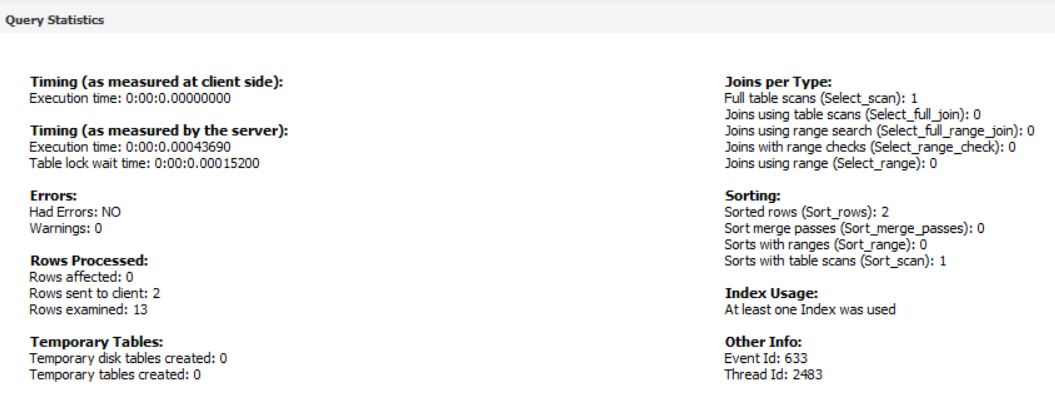 Query Statistics
Timing (as measured at client side):
Execution time: 0:00:0.00000000
Timing (as measured by the server):
Execution time: 0:00:0.00043690
Table lock wait time: 0:00:0.00015200
Errors:
Had Errors: NO
Warnings: 0
Rows Processed:
Rows affected: 0
Rows sent to client: 2
Rows examined: 13
Temporary Tables:
Temporary disk tables created: 0
Temporary tables created: 0
Joins per Type:
Full table scans (Select_scan): 1
Joins using table scans (Select_full_join): 0
Joins using range search (Select_full_range_join): 0
Joins with range checks (Select_range_check): 0
Joins using range (Select_range): 0
Sorting:
Sorted rows (Sort_rows): 2
Sort merge passes (Sort_merge_passes): 0
Sorts with ranges (Sort_range): 0
Sorts with table scans (Sort_scan): 1
Index Usage:
At least one Index was used
Other Info:
Event Id: 633
Thread Id: 2483